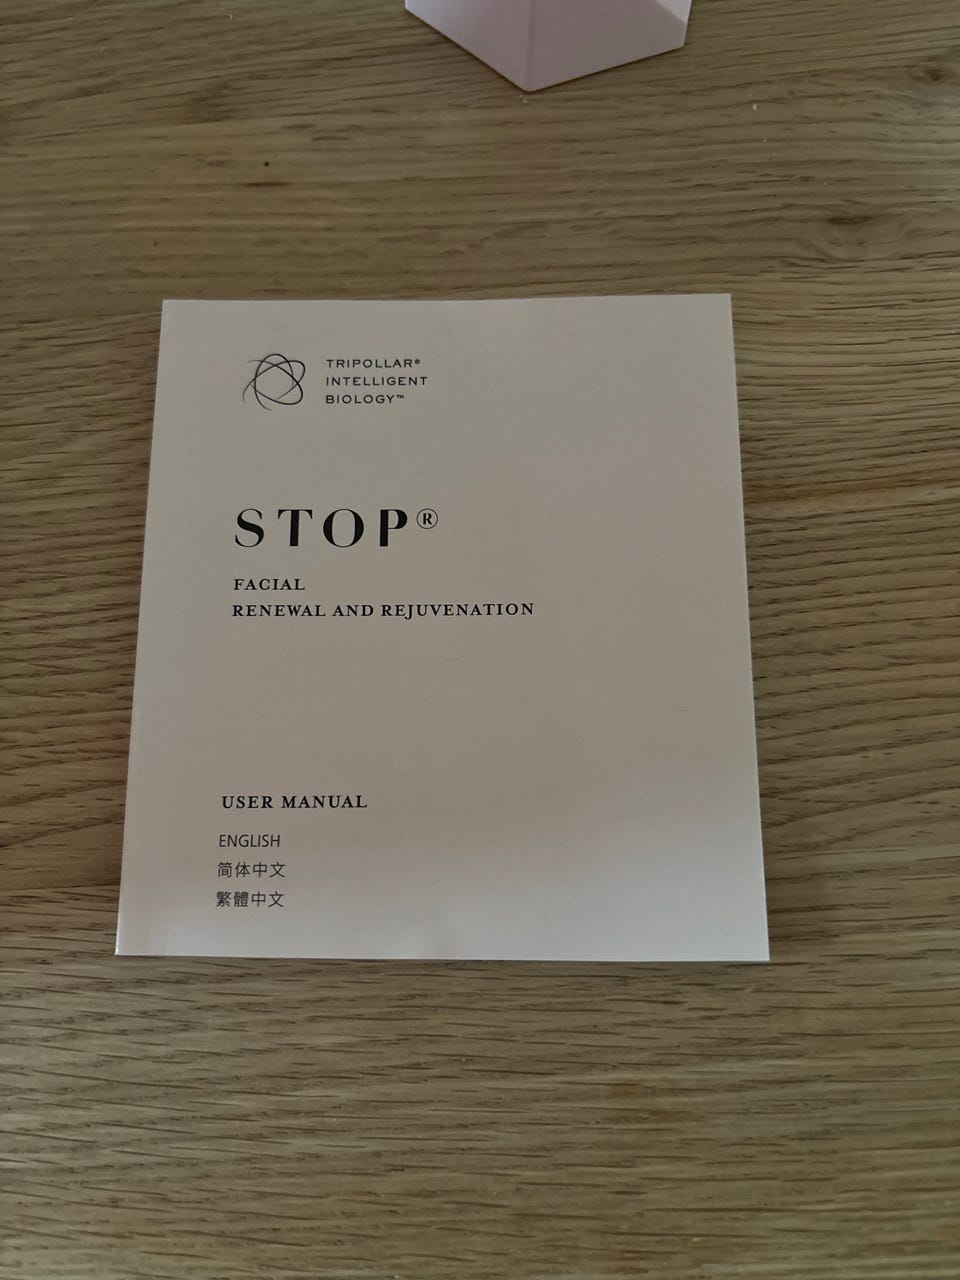 TRIPOLLAR®
INTELLIGENT
BIOLOGY™
STOP®
FACIAL
RENEWAL AND REJUVENATION
USER MANUAL
ENGLISH
简体中文
繁體中文